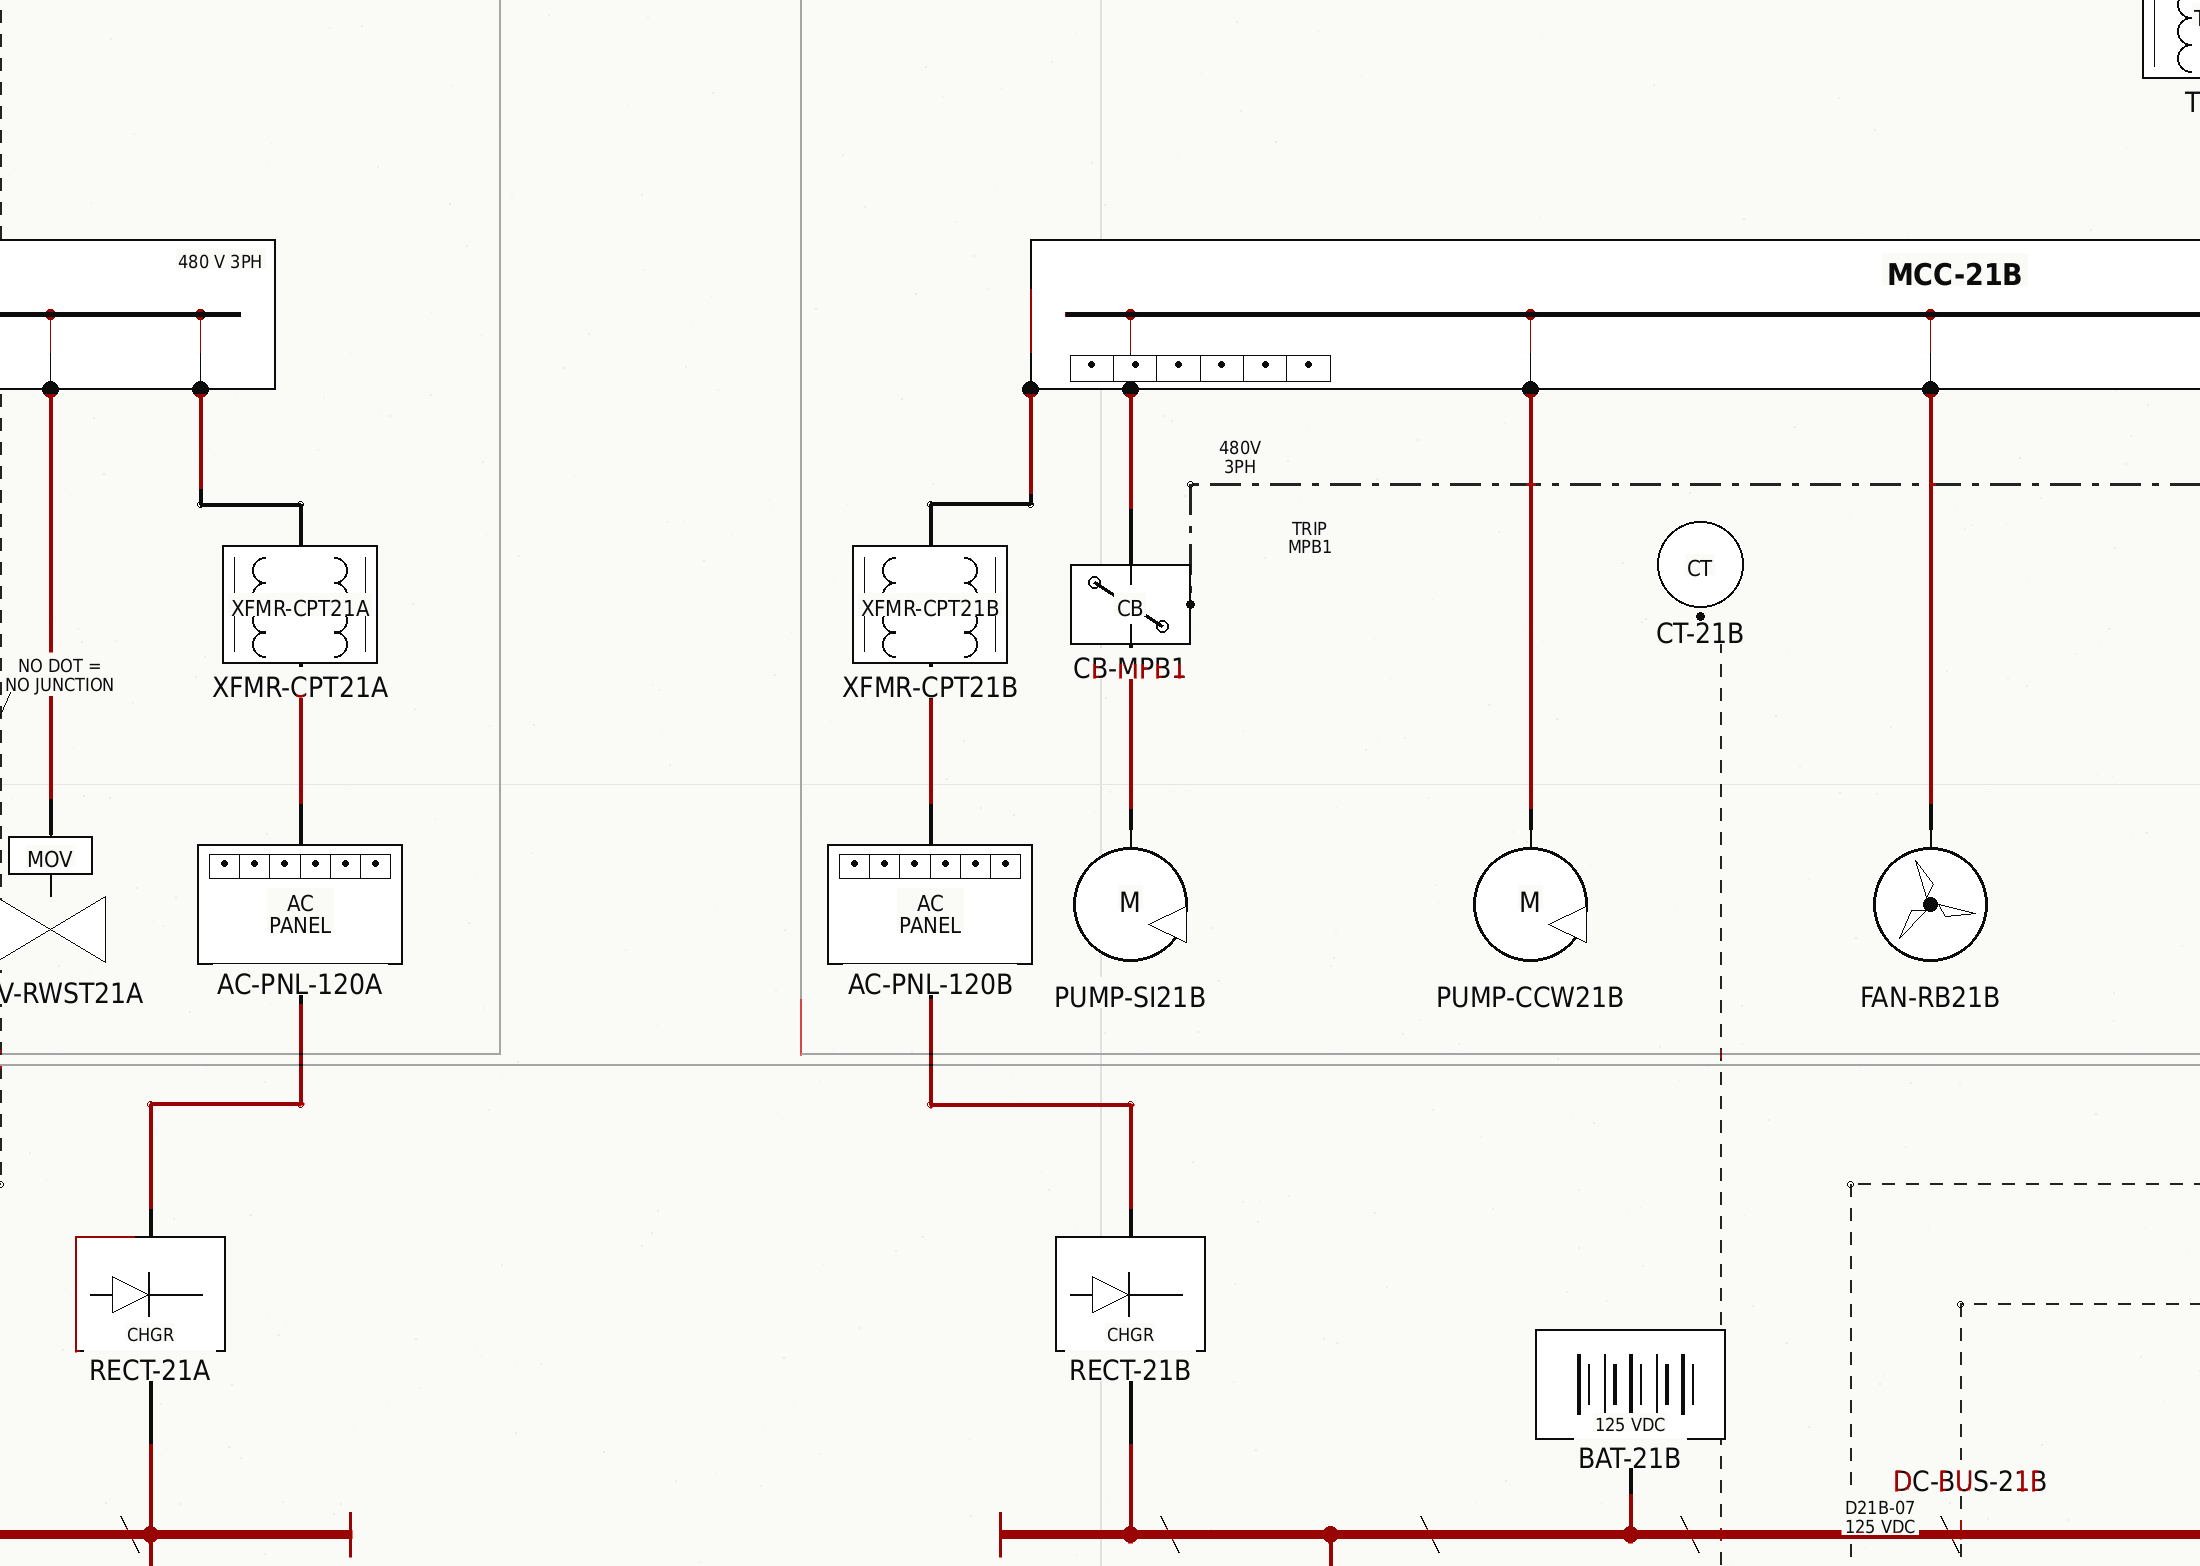 T
T
480 V 3PH
MCC-21B
480V
3PH
TRIP
MPB1
CT
CT-21B
XFMR-CPT21A
XFMR-CPT21A
XFMR-CPT21B
XFMR-CPT21B
CB
CB-MPB1
NO DOT =
NO JUNCTION
MOV
V-RWST21A
AC
PANEL
AC-PNL-120A
AC
PANEL
AC-PNL-120B
M
PUMP-SI21B
M
PUMP-CCW21B
FAN-RB21B
CHGR
RECT-21A
CHGR
RECT-21B
125 VDC
BAT-21B
DC-BUS-21B
D21B-07
125 VDC